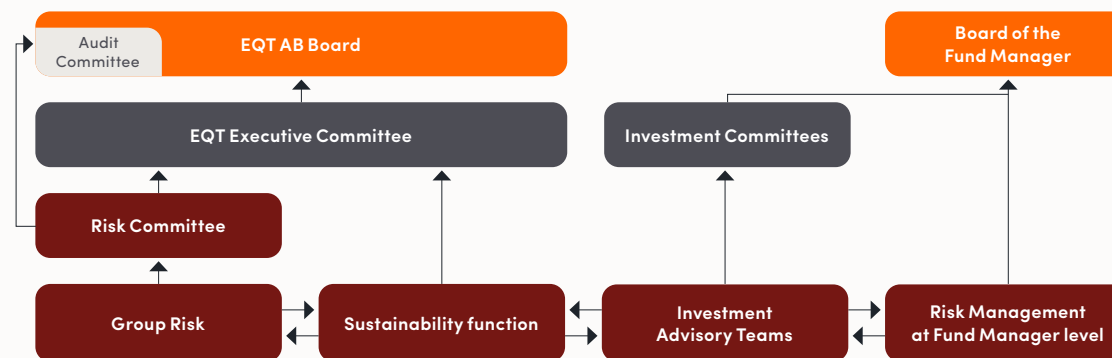 Audit
Committee
EQT AB Board
Board of the
Fund Manager
EQT Executive Committee
Investment Committees
Risk Committee
Group Risk
Sustainability function
Investment
Advisory Teams
Risk Management
at Fund Manager level